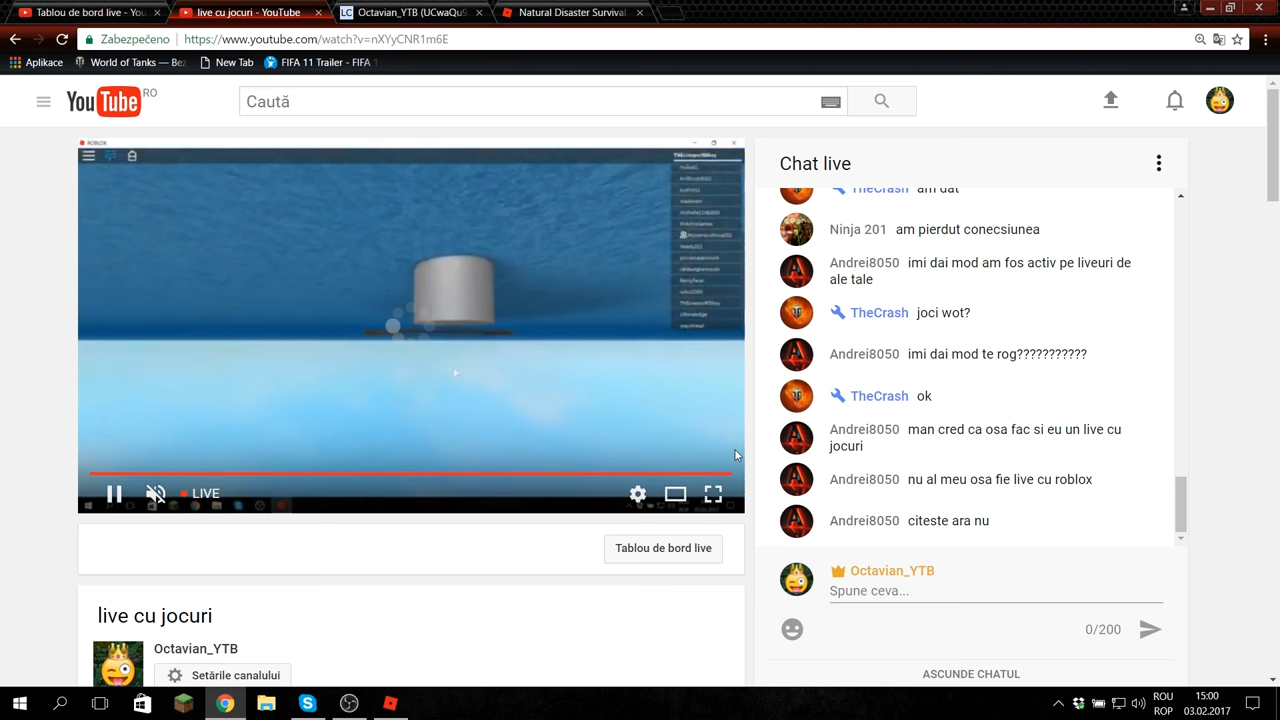 Tablou de bord live - You
live cu jocuri - YouTube
Octavian_YTB (UCwaQu9
Natural Disaster Survival
Zabezpečeno
https://www.youtube.com/watch?v=nXYyCNR1m6E
Aplikace
World of Tanks — Bez
New Tab
FIFA 11 Trailer - FIFA 1
YouTube RO
Caută
ROBLOX
Chat live
TheCrash am dat
Ninja 201 am pierdut conecsiunea
Andrei8050 imi dai mod am fos activ pe liveuri de
ale tale
TheCrash joci wot?
Andrei8050 imi dai mod te rog???????????
TheCrash ok
Andrei8050 man cred ca osa fac si eu un live cu
jocuri
Andrei8050 nu al meu osa fie live cu roblox
Andrei8050 citeste ara nu
LIVE
Tablou de bord live
Octavian_YTB
Spune ceva...
0/200
ASCUNDE CHATUL
live cu jocuri
Octavian_YTB
Setările canalului
ROU
ROP
15:00
03.02.2017